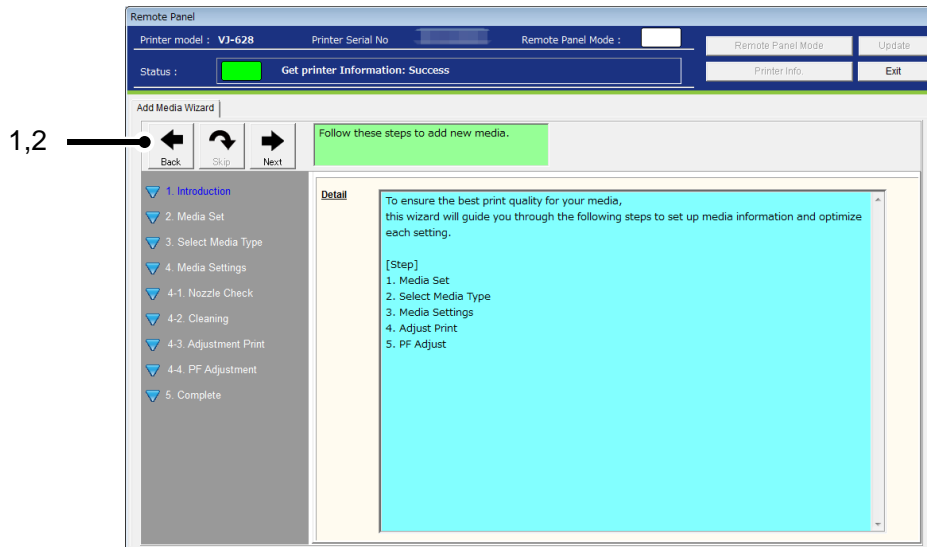 Remote Panel
Printer model : VJ-628 Printer Serial No Remote Panel Mode :
Remote Panel Mode Update
Status : Get printer Information: Success
Printer Info. Exit
Add Media Wizard
1,2
Back Skip Next
Follow these steps to add new media.
1. Introduction
2. Media Set
3. Select Media Type
4. Media Settings
4-1. Nozzle Check
4-2. Cleaning
4-3. Adjustment Print
4-4. PF Adjustment
5. Complete
Detail
To ensure the best print quality for your media,
this wizard will guide you through the following steps to set up media information and optimize
each setting.
[Step]
1. Media Set
2. Select Media Type
3. Media Settings
4. Adjust Print
5. PF Adjust